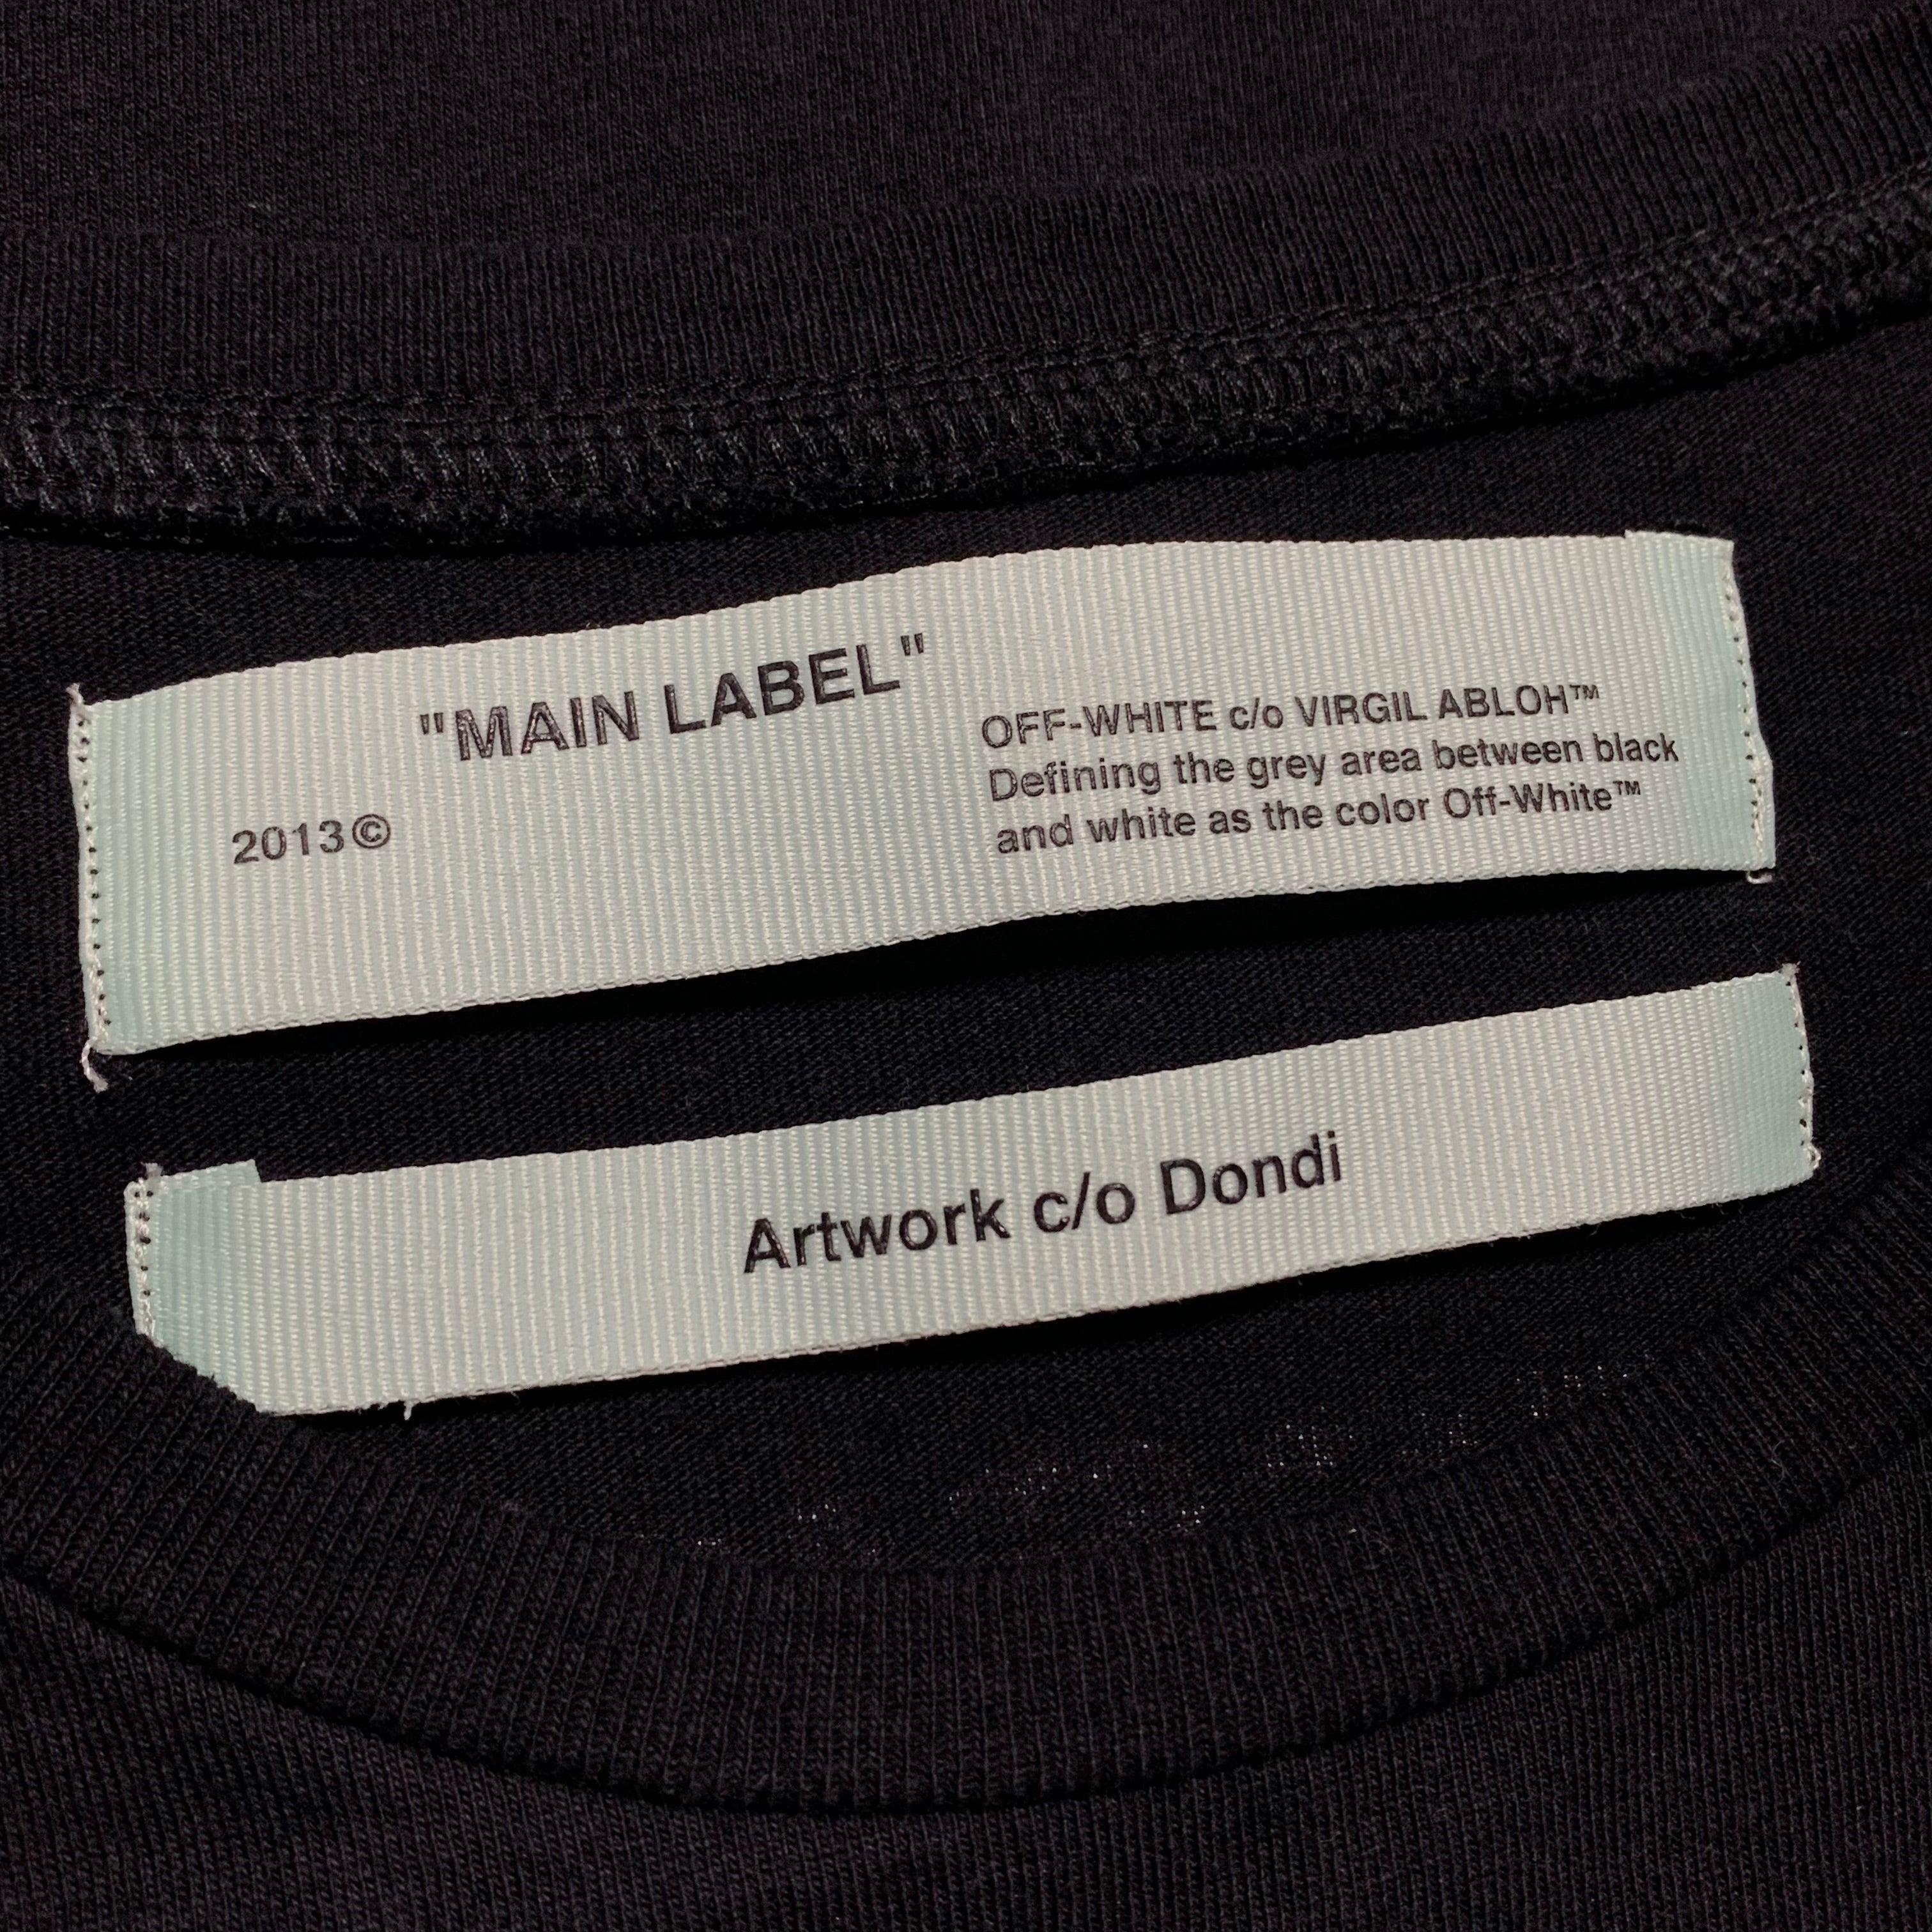 "MAIN LABEL"
2013©
OFF-WHITE c/o VIRGIL ABLOH™
Defining the grey area between black
and white as the color Off-White™
Artwork c/o Dondi